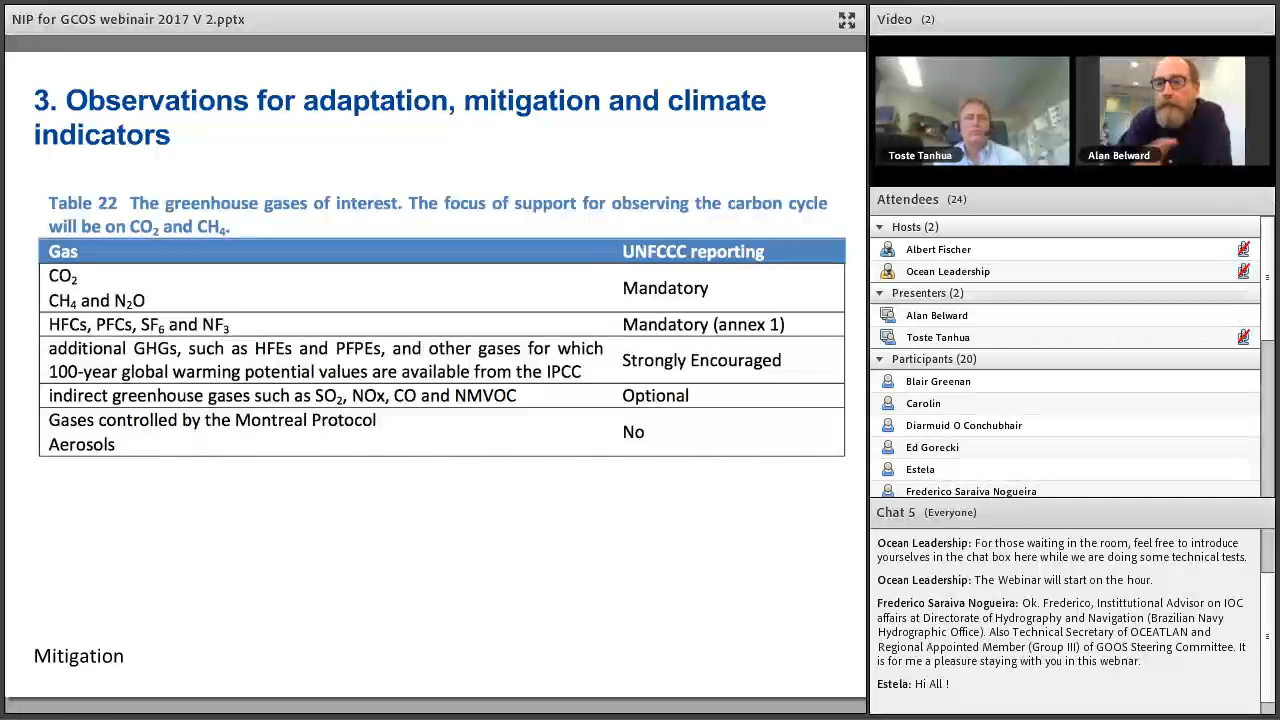 NIP for GCOS webinair 2017 V 2.pptx
3. Observations for adaptation, mitigation and climate
indicators
Table 22 The greenhouse gases of interest. The focus of support for observing the carbon cycle
will be on CO₂ and CH₄.
Gas UNFCCC reporting
CO₂
CH₄ and N₂O
Mandatory
HFCs, PFCs, SF₆ and NF₃ Mandatory (annex 1)
additional GHGs, such as HFEs and PFPEs, and other gases for which
100-year global warming potential values are available from the IPCC
Strongly Encouraged
indirect greenhouse gases such as SO₂, NOx, CO and NMVOC Optional
Gases controlled by the Montreal Protocol
Aerosols
No
Mitigation
Video (2)
Toste Tanhua
Alan Belward
Attendees (24)
Hosts (2)
Albert Fischer
Ocean Leadership
Presenters (2)
Alan Belward
Toste Tanhua
Participants (20)
Blair Greenan
Carolin
Diarmuid O Conchubhair
Ed Gorecki
Estela
Frederico Saraiva Nogueira
Chat 5 (Everyone)
Ocean Leadership: For those waiting in the room, feel free to introduce
yourselves in the chat box here while we are doing some technical tests.
Ocean Leadership: The Webinar will start on the hour.
Frederico Saraiva Nogueira: Ok. Frederico, Instittutional Advisor on IOC
affairs at Directorate of Hydrography and Navigation (Brazilian Navy
Hydrographic Office). Also Technical Secretary of OCEATLAN and
Regional Appointed Member (Group III) of GOOS Steering Committee. It
is for me a pleasure staying with you in this webnar.
Estela: Hi All !